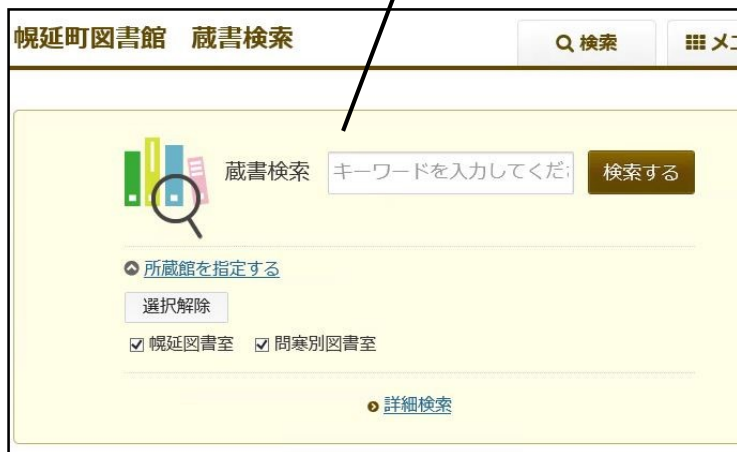 幌延町図書館 蔵書検索
検索
メニ
蔵書検索 キーワードを入力してくだ 検索する
所蔵館を指定する
選択解除
幌延図書室 問寒別図書室
詳細検索